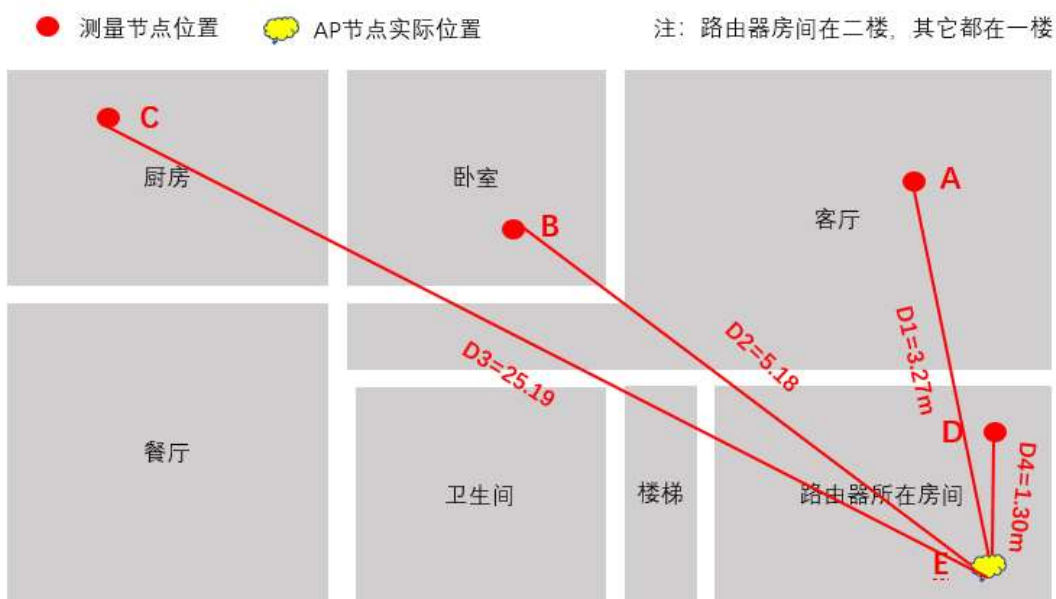 测量节点位置 AP节点实际位置 注：路由器房间在二楼，其它都在一楼
C
厨房
卧室
B
A
客厅
D1=3.27m
D2=5.18
D3=25.19
餐厅
卫生间
楼梯
路由器所在房间
D
D4=1.30m
E